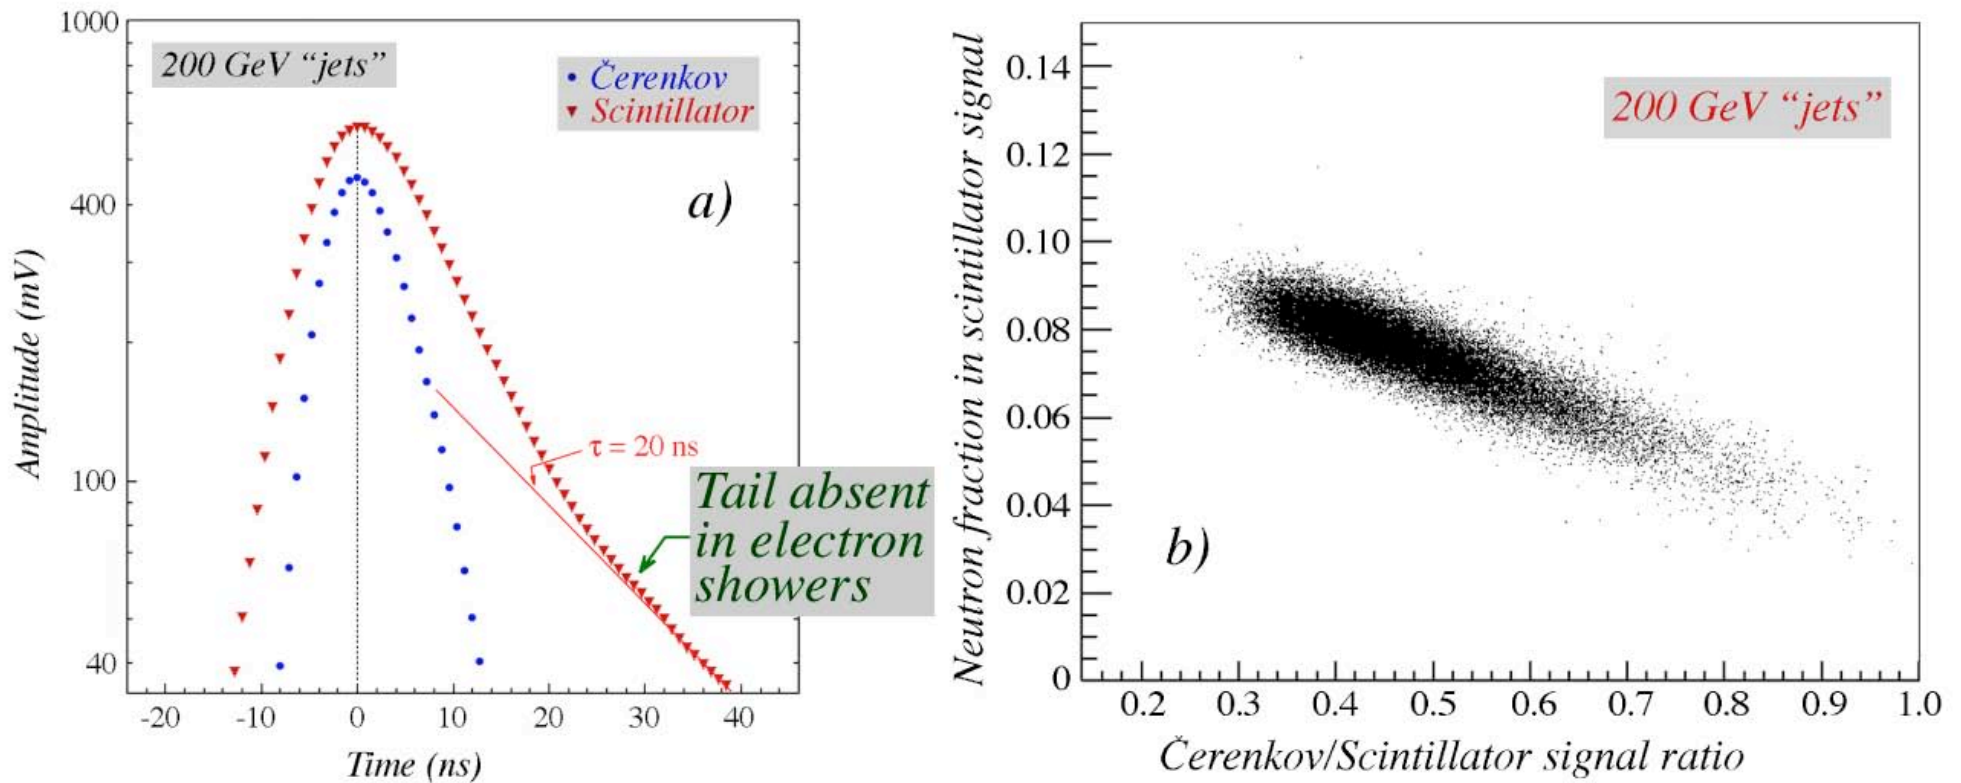 1000
400
100
40
Amplitude (mV)
200 GeV “jets”
Čerenkov
Scintillator
a)
τ = 20 ns
Tail absent
in electron
showers
-20 -10 0 10 20 30 40
Time (ns)
Neutron fraction in scintillator signal
0.14
0.12
0.10
0.08
0.06
0.04
0.02
0
200 GeV “jets”
b)
0.2 0.3 0.4 0.5 0.6 0.7 0.8 0.9 1.0
Čerenkov/Scintillator signal ratio